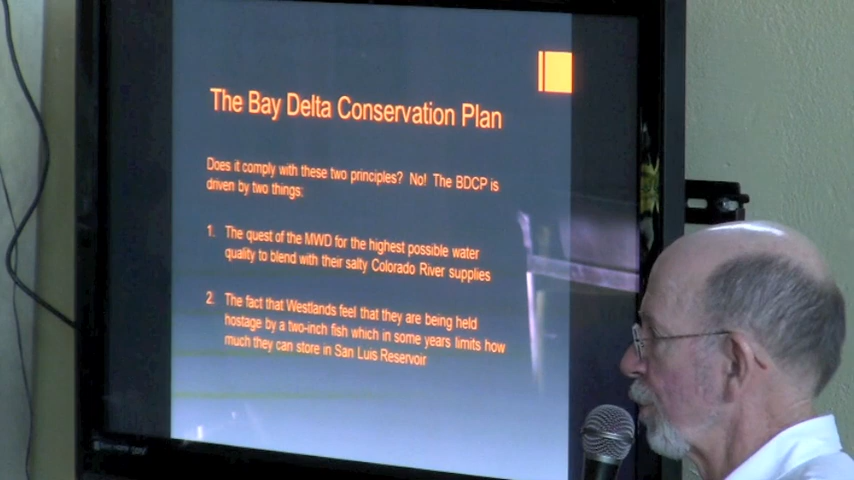 The Bay Delta Conservation Plan
Does it comply with these two principles? No! The BDCP is
driven by two things:
1. The quest of the MWD for the highest possible water
quality to blend with their salty Colorado River supplies
2. The fact that Westlands feel that they are being held
hostage by a two-inch fish which in some years limits how
much they can store in San Luis Reservoir